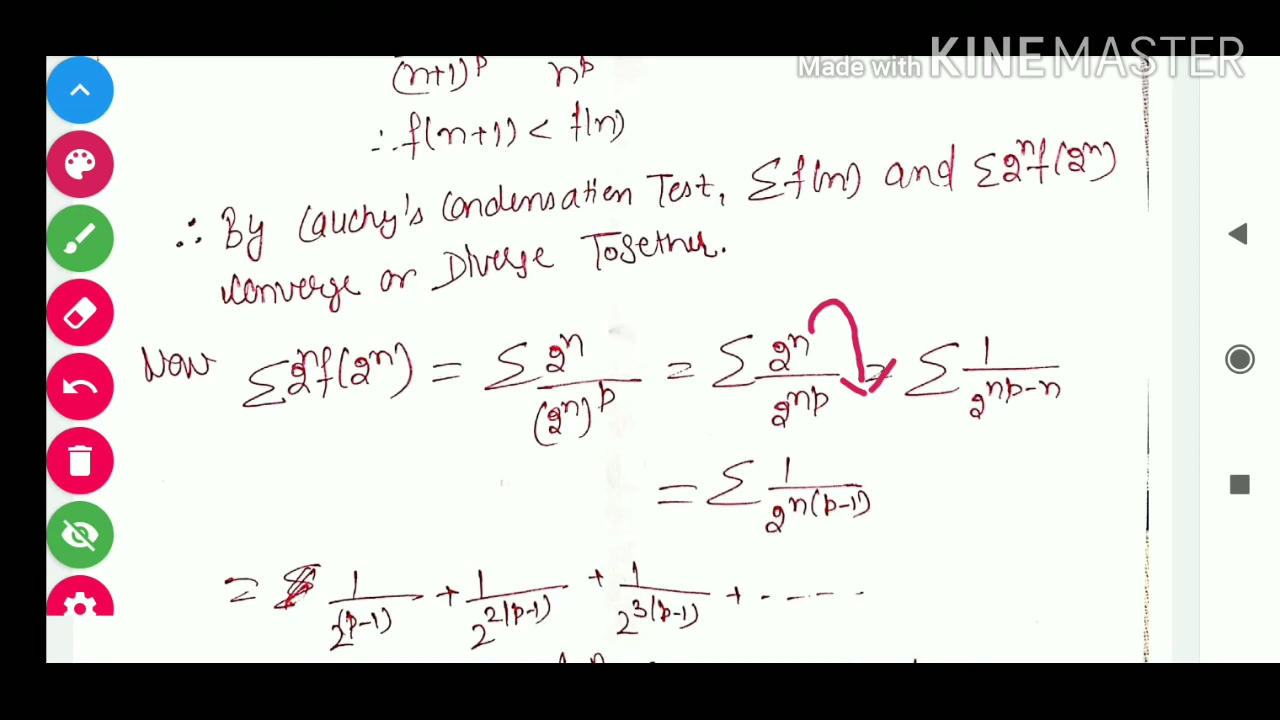 Made with KINEMASTER
(n+1)^p n^p
∴ f(n+1) < f(n)
∴ By Cauchy's Condensation Test, Σf(n) and Σ2^n f(2^n)
converge or Diverge Together.
Now Σ2^n f(2^n) = Σ 2^n/(2^n)^p = Σ 2^n/2^{np} = Σ 1/2^{np-n}
= Σ 1/2^{n(p-1)}
= 1/2^{(p-1)} + 1/2^{2(p-1)} + 1/2^{3(p-1)} + .----